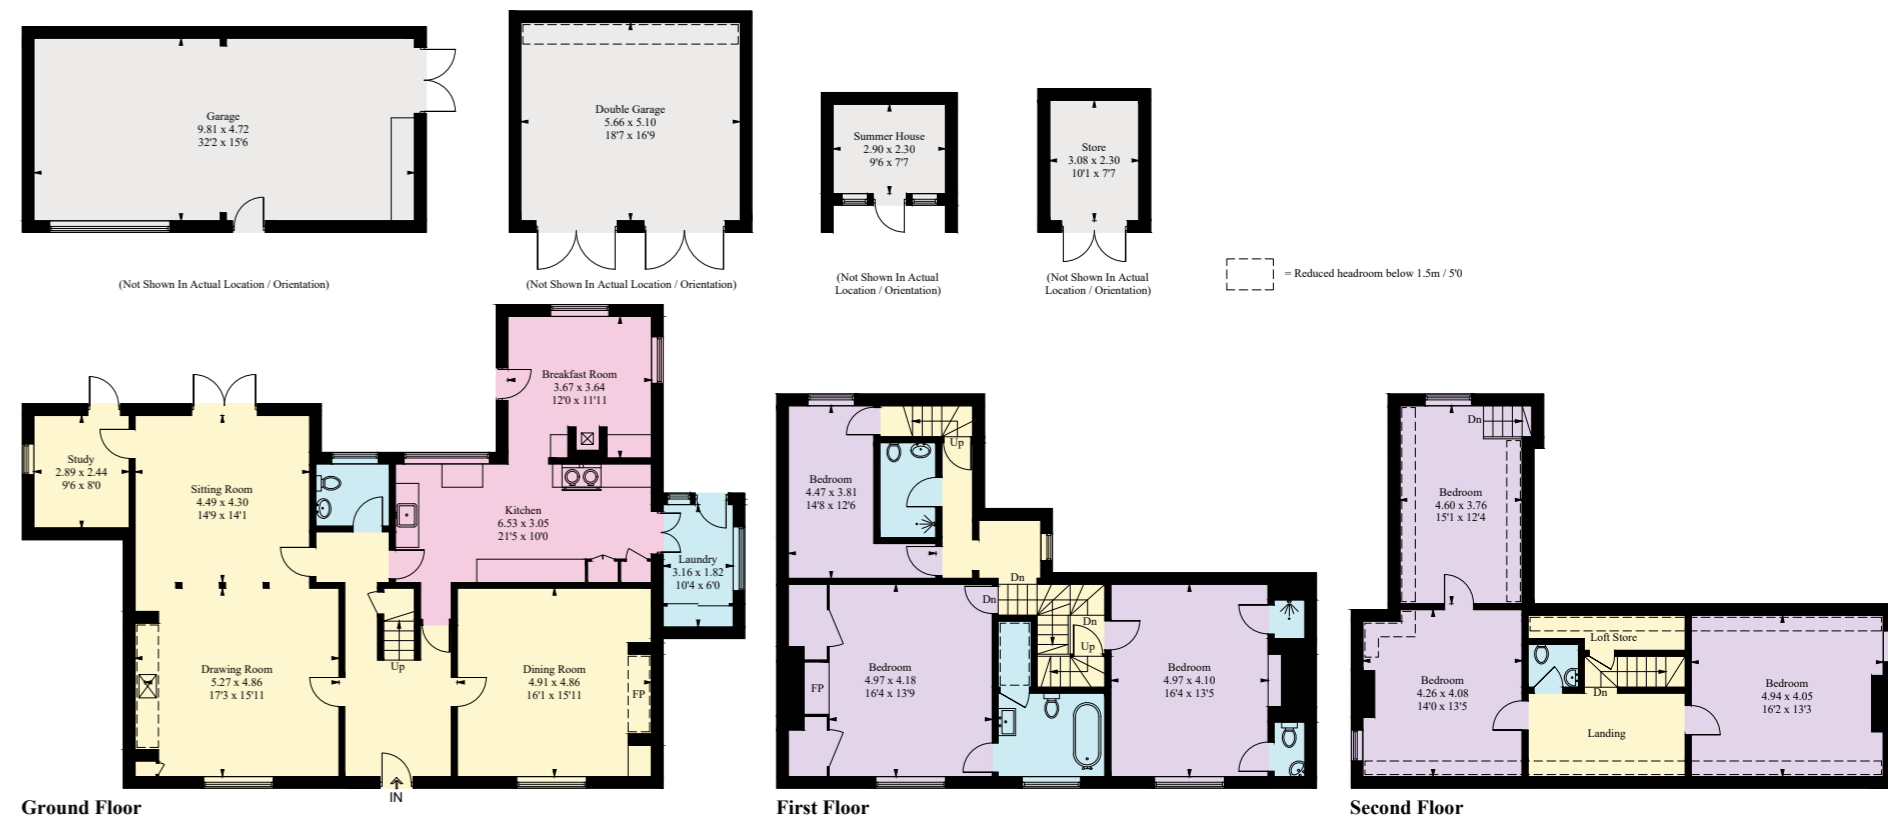 Garage
9.81 x 4.72
32'2 x 15'6
(Not Shown In Actual Location / Orientation)
Double Garage
5.66 x 5.10
18'7 x 16'9
(Not Shown In Actual Location / Orientation)
Summer House
2.90 x 2.30
9'6 x 7'7
(Not Shown In Actual
Location / Orientation)
Store
3.08 x 2.30
10'1 x 7'7
(Not Shown In Actual
Location / Orientation)
= Reduced headroom below 1.5m / 5'0
Breakfast Room
3.67 x 3.64
12'0 x 11'11
Study
2.89 x 2.44
9'6 x 8'0
Sitting Room
4.49 x 4.30
14'9 x 14'1
Kitchen
6.53 x 3.05
21'5 x 10'0
Laundry
3.16 x 1.82
10'4 x 6'0
Drawing Room
5.27 x 4.86
17'3 x 15'11
Up
Dining Room
4.91 x 4.86
16'1 x 15'11
FP
IN
Ground Floor
Up
Bedroom
4.47 x 3.81
14'8 x 12'6
Dn
Dn
Dn
Up
Bedroom
4.97 x 4.18
16'4 x 13'9
FP
Bedroom
4.97 x 4.10
16'4 x 13'5
First Floor
Dn
Bedroom
4.60 x 3.76
15'1 x 12'4
Loft Store
Dn
Bedroom
4.26 x 4.08
14'0 x 13'5
Landing
Bedroom
4.94 x 4.05
16'2 x 13'3
Second Floor